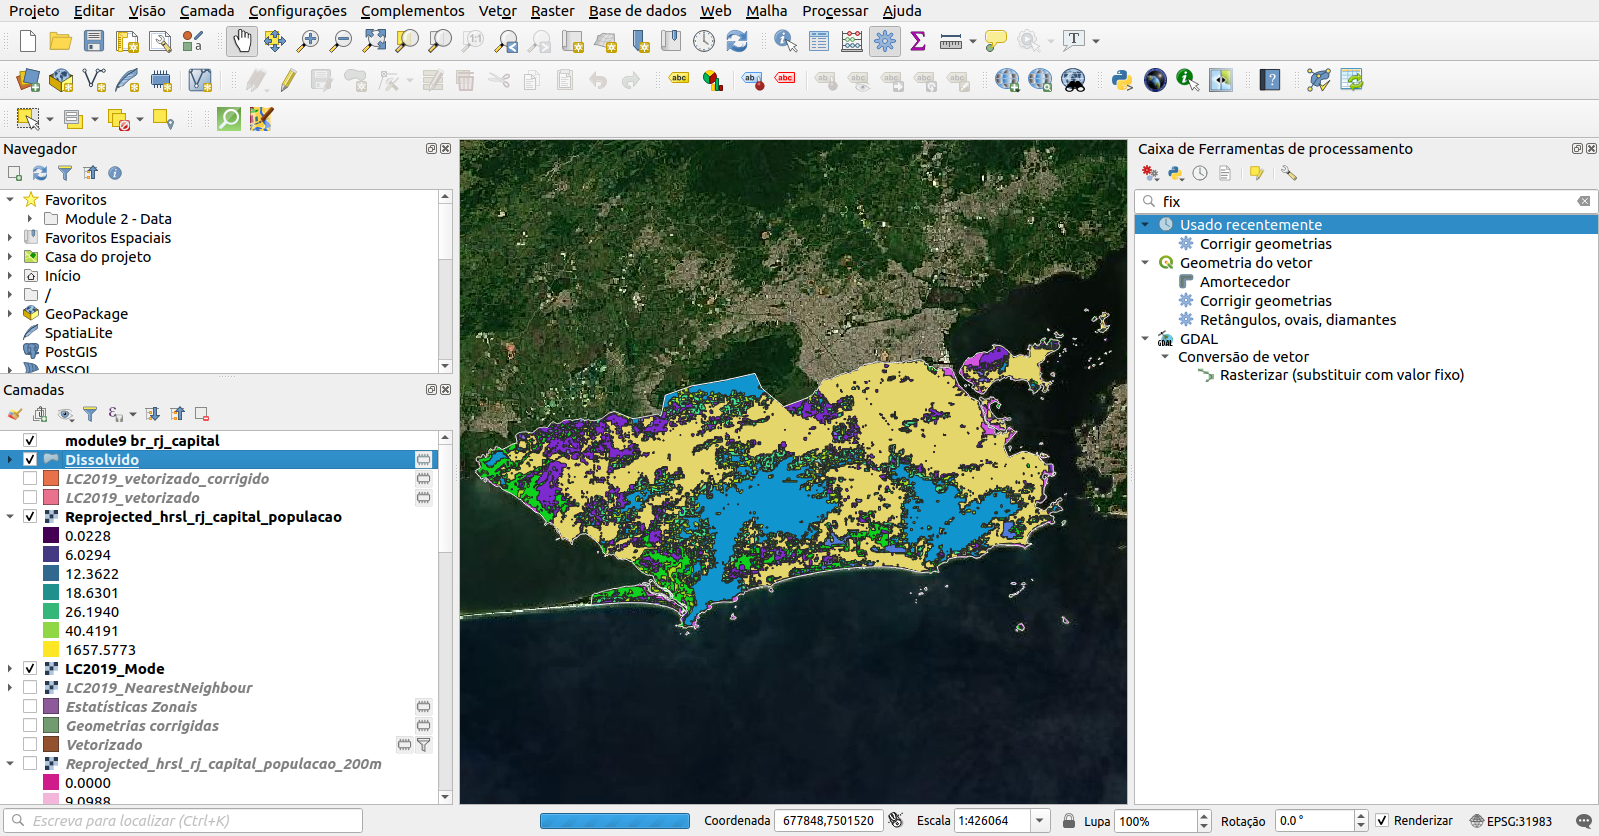 Projeto Editar Visão Camada Configurações Complementos Vetor Raster Base de dados Web Malha Processar Ajuda
Navegador
Favoritos
Module 2 - Data
Favoritos Espaciais
Casa do projeto
Início
/
GeoPackage
SpatiaLite
PostGIS
MSSQL
Camadas
module9 br_rj_capital
Dissolvido
LC2019_vetorizado_corrigido
LC2019_vetorizado
Reprojected_hrsl_rj_capital_populacao
0.0228
6.0294
12.3622
18.6301
26.1940
40.4191
1657.5773
LC2019_Mode
LC2019_NearestNeighbour
Estatísticas Zonais
Geometrias corrigidas
Vetorizado
Reprojected_hrsl_rj_capital_populacao_200m
0.0000
9.0988
Caixa de Ferramentas de processamento
fix
Usado recentemente
Corrigir geometrias
Geometria do vetor
Amortecedor
Corrigir geometrias
Retângulos, ovais, diamantes
GDAL
Conversão de vetor
Rasterizar (substituir com valor fixo)
Escreva para localizar (Ctrl+K)
Coordenada 677848,7501520 Escala 1:426064 Lupa 100% Rotação 0.0 ° Renderizar EPSG:31983